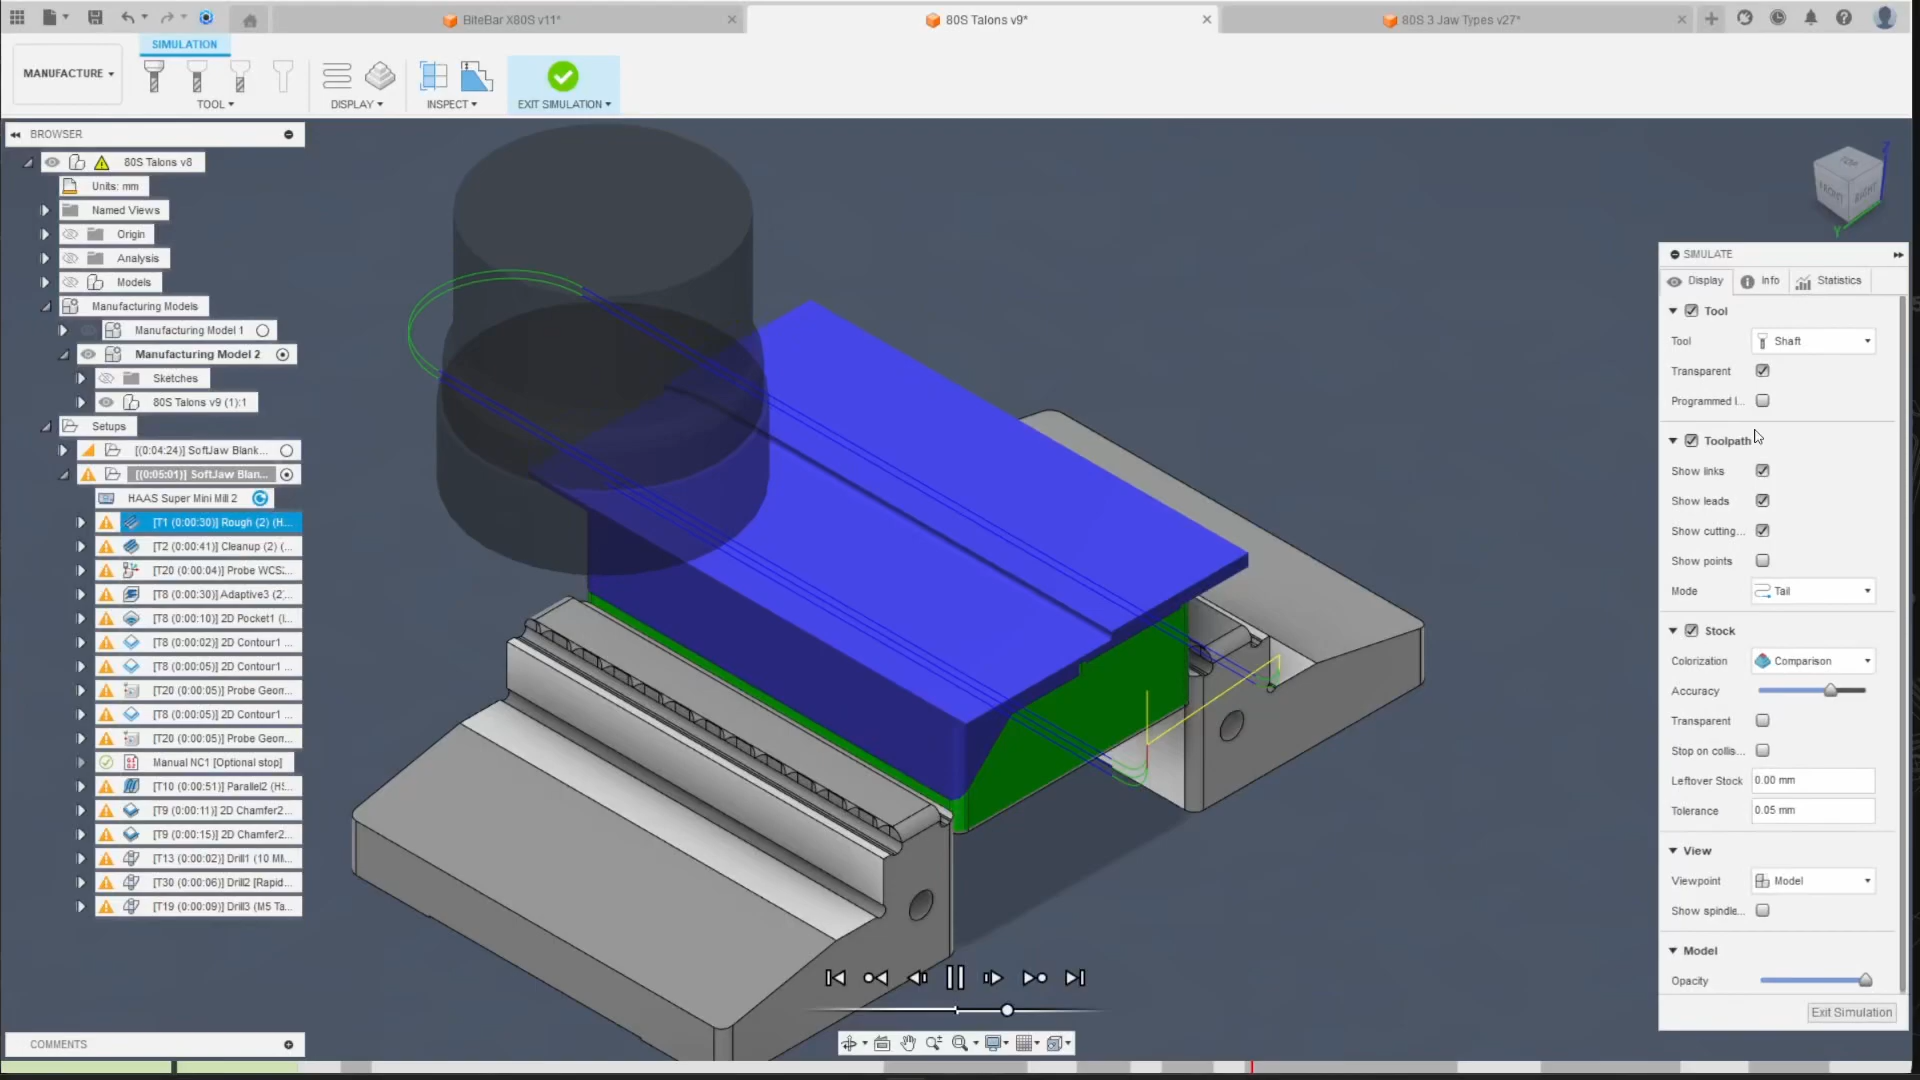 BiteBar X80S v11*
80S Talons v9*
80S 3 Jaw Types v27*
MANUFACTURE
SIMULATION
TOOL
DISPLAY
INSPECT
EXIT SIMULATION
BROWSER
80S Talons v8
Units: mm
Named Views
Origin
Analysis
Models
Manufacturing Models
Manufacturing Model 1
Manufacturing Model 2
Sketches
80S Talons v9 (1):1
Setups
[(0:04:24)] SoftJaw Blank...
[(0:05:01)] SoftJaw Blan...
HAAS Super Mini Mill 2
[T1 (0:00:30)] Rough (2) (H...
[T2 (0:00:41)] Cleanup (2) (...
[T20 (0:00:04)] Probe WCS...
[T8 (0:00:30)] Adaptive3 (2)...
[T8 (0:00:10)] 2D Pocket1 (I...
[T8 (0:00:02)] 2D Contour1 ...
[T8 (0:00:05)] 2D Contour1 ...
[T20 (0:00:05)] Probe Geom...
[T8 (0:00:05)] 2D Contour1 ...
[T20 (0:00:05)] Probe Geom...
Manual NC1 [Optional stop]
[T10 (0:00:51)] Parallel2 (HS...
[T9 (0:00:11)] 2D Chamfer2...
[T9 (0:00:15)] 2D Chamfer2...
[T13 (0:00:02)] Drill1 (10 MI...
[T30 (0:00:06)] Drill2 [Rapid...
[T19 (0:00:09)] Drill3 (M5 Ta...
COMMENTS
TOP
FRONT
RIGHT
Z
Y
SIMULATE
Display
Info
Statistics
Tool
Tool
Shaft
Transparent
Programmed l...
Toolpath
Show links
Show leads
Show cutting...
Show points
Mode
Tail
Stock
Colorization
Comparison
Accuracy
Transparent
Stop on collis...
Leftover Stock
0.00 mm
Tolerance
0.05 mm
View
Viewpoint
Model
Show spindle...
Model
Opacity
Exit Simulation